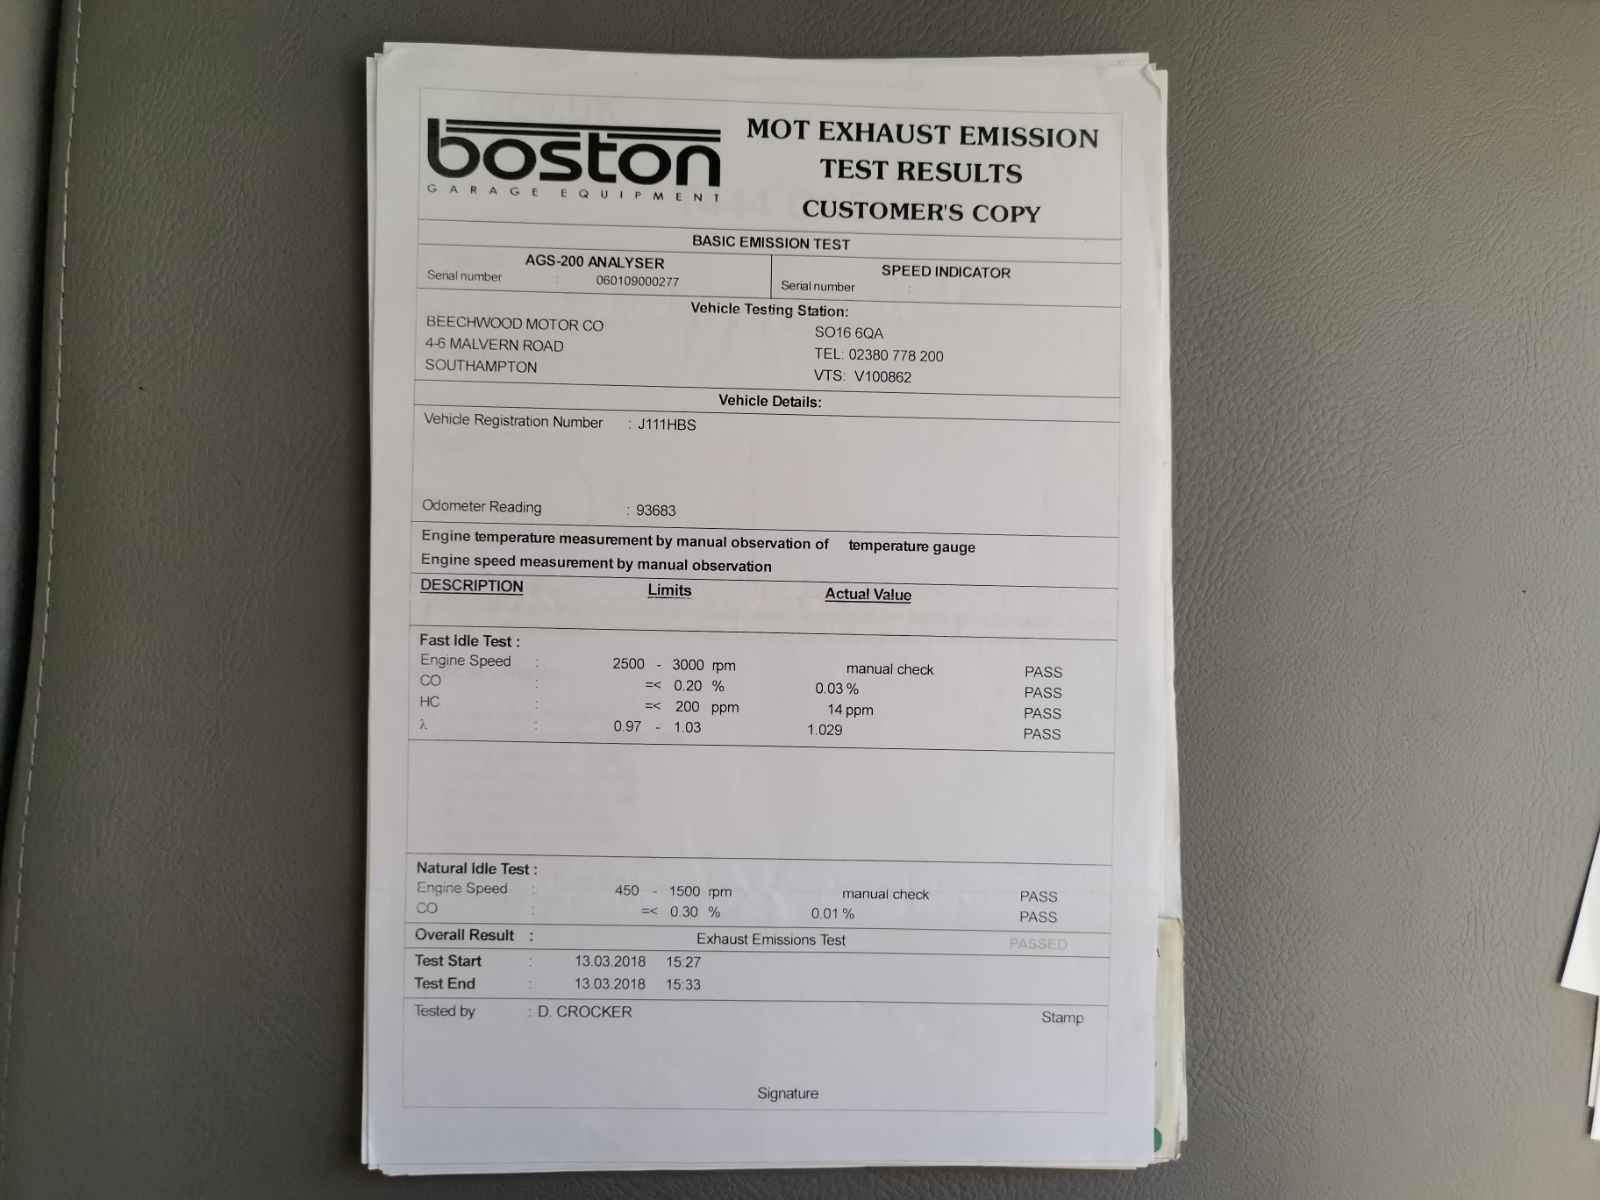 boston
GARAGE EQUIPMENT
MOT EXHAUST EMISSION
TEST RESULTS
CUSTOMER'S COPY
BASIC EMISSION TEST
AGS-200 ANALYSER
Serial number : 060109000277
SPEED INDICATOR
Serial number :
Vehicle Testing Station:
BEECHWOOD MOTOR CO
4-6 MALVERN ROAD
SOUTHAMPTON
SO16 6QA
TEL: 02380 778 200
VTS: V100862
Vehicle Details:
Vehicle Registration Number : J111HBS
Odometer Reading : 93683
Engine temperature measurement by manual observation of temperature gauge
Engine speed measurement by manual observation
DESCRIPTION Limits Actual Value
Fast Idle Test :
Engine Speed : 2500 - 3000 rpm manual check PASS
CO : =< 0.20 % 0.03 % PASS
HC : =< 200 ppm 14 ppm PASS
λ : 0.97 - 1.03 1.029 PASS
Natural Idle Test :
Engine Speed : 450 - 1500 rpm manual check PASS
CO : =< 0.30 % 0.01 % PASS
Overall Result : Exhaust Emissions Test PASSED
Test Start : 13.03.2018 15:27
Test End : 13.03.2018 15:33
Tested by : D. CROCKER
Stamp
Signature